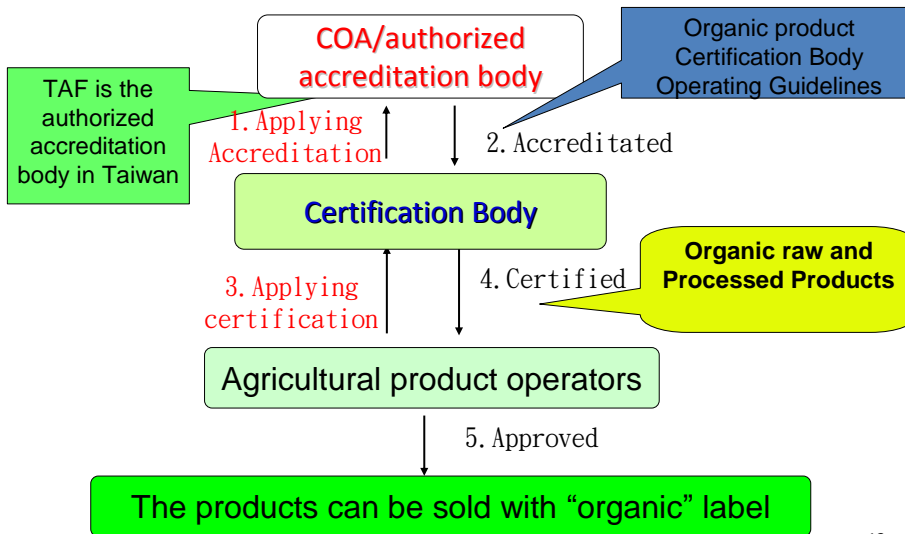 COA/authorized
accreditation body
Organic product
Certification Body
Operating Guidelines
TAF is the
authorized
accreditation
body in Taiwan
1.Applying
Accreditation
2.Accreditated
Certification Body
3.Applying
certification
4.Certified
Organic raw and
Processed Products
Agricultural product operators
5.Approved
The products can be sold with “organic” label